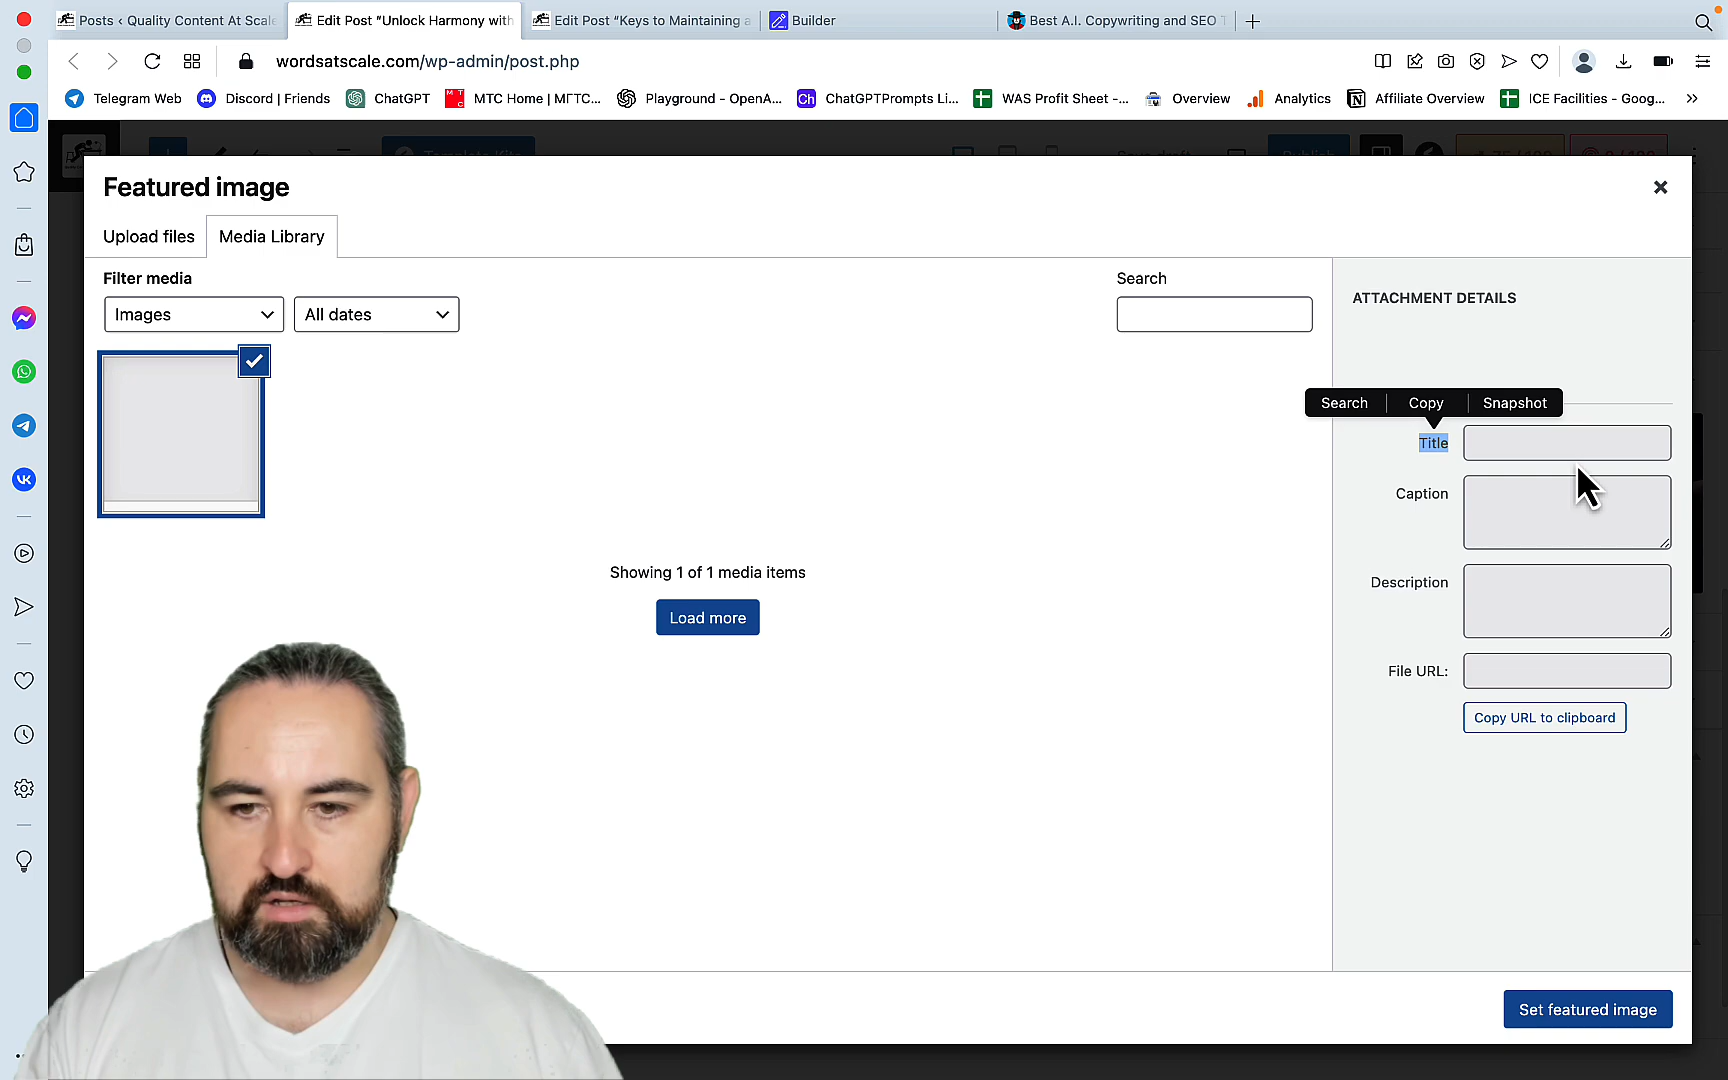 Posts ‹ Quality Content At Scale
Edit Post “Unlock Harmony with
Edit Post “Keys to Maintaining a
Builder
Best A.I. Copywriting and SEO T
wordsatscale.com/wp-admin/post.php
Telegram Web
Discord | Friends
ChatGPT
MTC Home | МГТС...
Playground - OpenA...
Ch
ChatGPTPrompts Li...
WAS Profit Sheet -...
Overview
Analytics
Affiliate Overview
ICE Facilities - Goog...
Featured image
Upload files
Media Library
Filter media
Images
All dates
Search
ATTACHMENT DETAILS
Search
Copy
Snapshot
Title
Caption
Description
File URL:
Copy URL to clipboard
Showing 1 of 1 media items
Load more
Set featured image